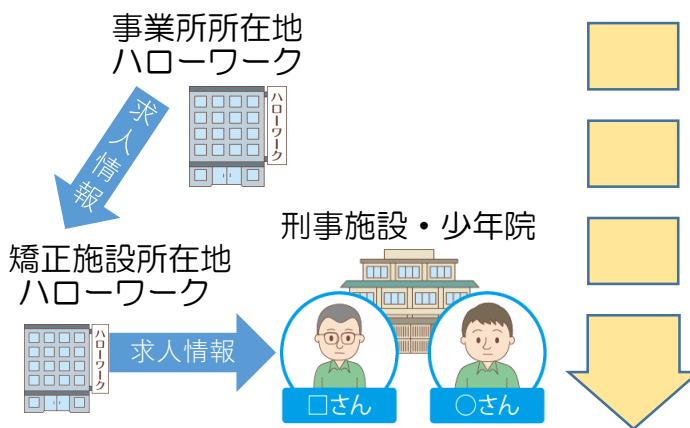 事業所所在地
ハローワーク
ハローワーク
求人情報
刑事施設・少年院
矯正施設所在地
ハローワーク
ハローワーク
求人情報
□さん
○さん